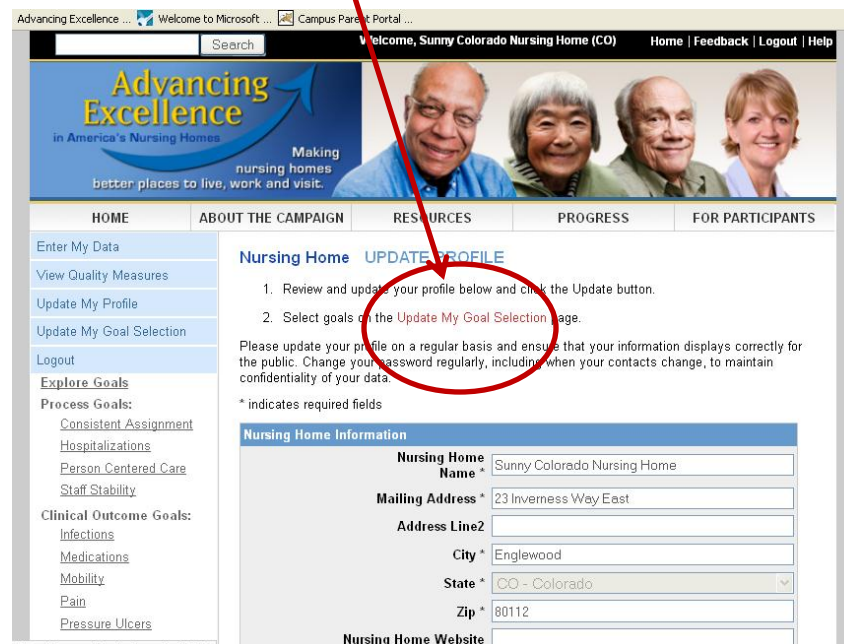 Advancing Excellence ... Welcome to Microsoft ... Campus Parent Portal ...
Search Welcome, Sunny Colorado Nursing Home (CO) Home | Feedback | Logout | Help
Advancing
Excellence
in America's Nursing Homes
Making
nursing homes
better places to live, work and visit.
HOME ABOUT THE CAMPAIGN RESOURCES PROGRESS FOR PARTICIPANTS
Enter My Data
View Quality Measures
Update My Profile
Update My Goal Selection
Logout
Explore Goals
Process Goals:
Consistent Assignment
Hospitalizations
Person Centered Care
Staff Stability
Clinical Outcome Goals:
Infections
Medications
Mobility
Pain
Pressure Ulcers
Nursing Home UPDATE PROFILE
1. Review and update your profile below and click the Update button.
2. Select goals on the Update My Goal Selection page.
Please update your profile on a regular basis and ensure that your information displays correctly for
the public. Change your password regularly, including when your contacts change, to maintain
confidentiality of your data.
* indicates required fields
Nursing Home Information
Nursing Home
Name * Sunny Colorado Nursing Home
Mailing Address * 23 Inverness Way East
Address Line2
City * Englewood
State * CO - Colorado
Zip * 80112
Nursing Home Website